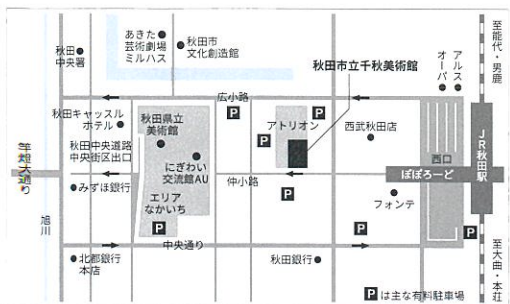 至能代・男鹿
あきた
芸術劇場
ミルハス
秋田市
文化創造館
秋田
中央署
秋田市立千秋美術館
アルス
オーパ
広小路
秋田キャッスル
ホテル
秋田県立
美術館
P
アトリオン
P
P
西武秋田店
JR秋田駅
西口
秋田中央道路
中央街区出口
にぎわい
交流館AU
仲小路
ぽぽろーど
竿燈大通り
みずほ銀行
エリア
なかいち
P
フォンテ
旭川
P
中央通り
P
P
至大曲・本荘
北都銀行
本店
秋田銀行
P
Pは主な有料駐車場